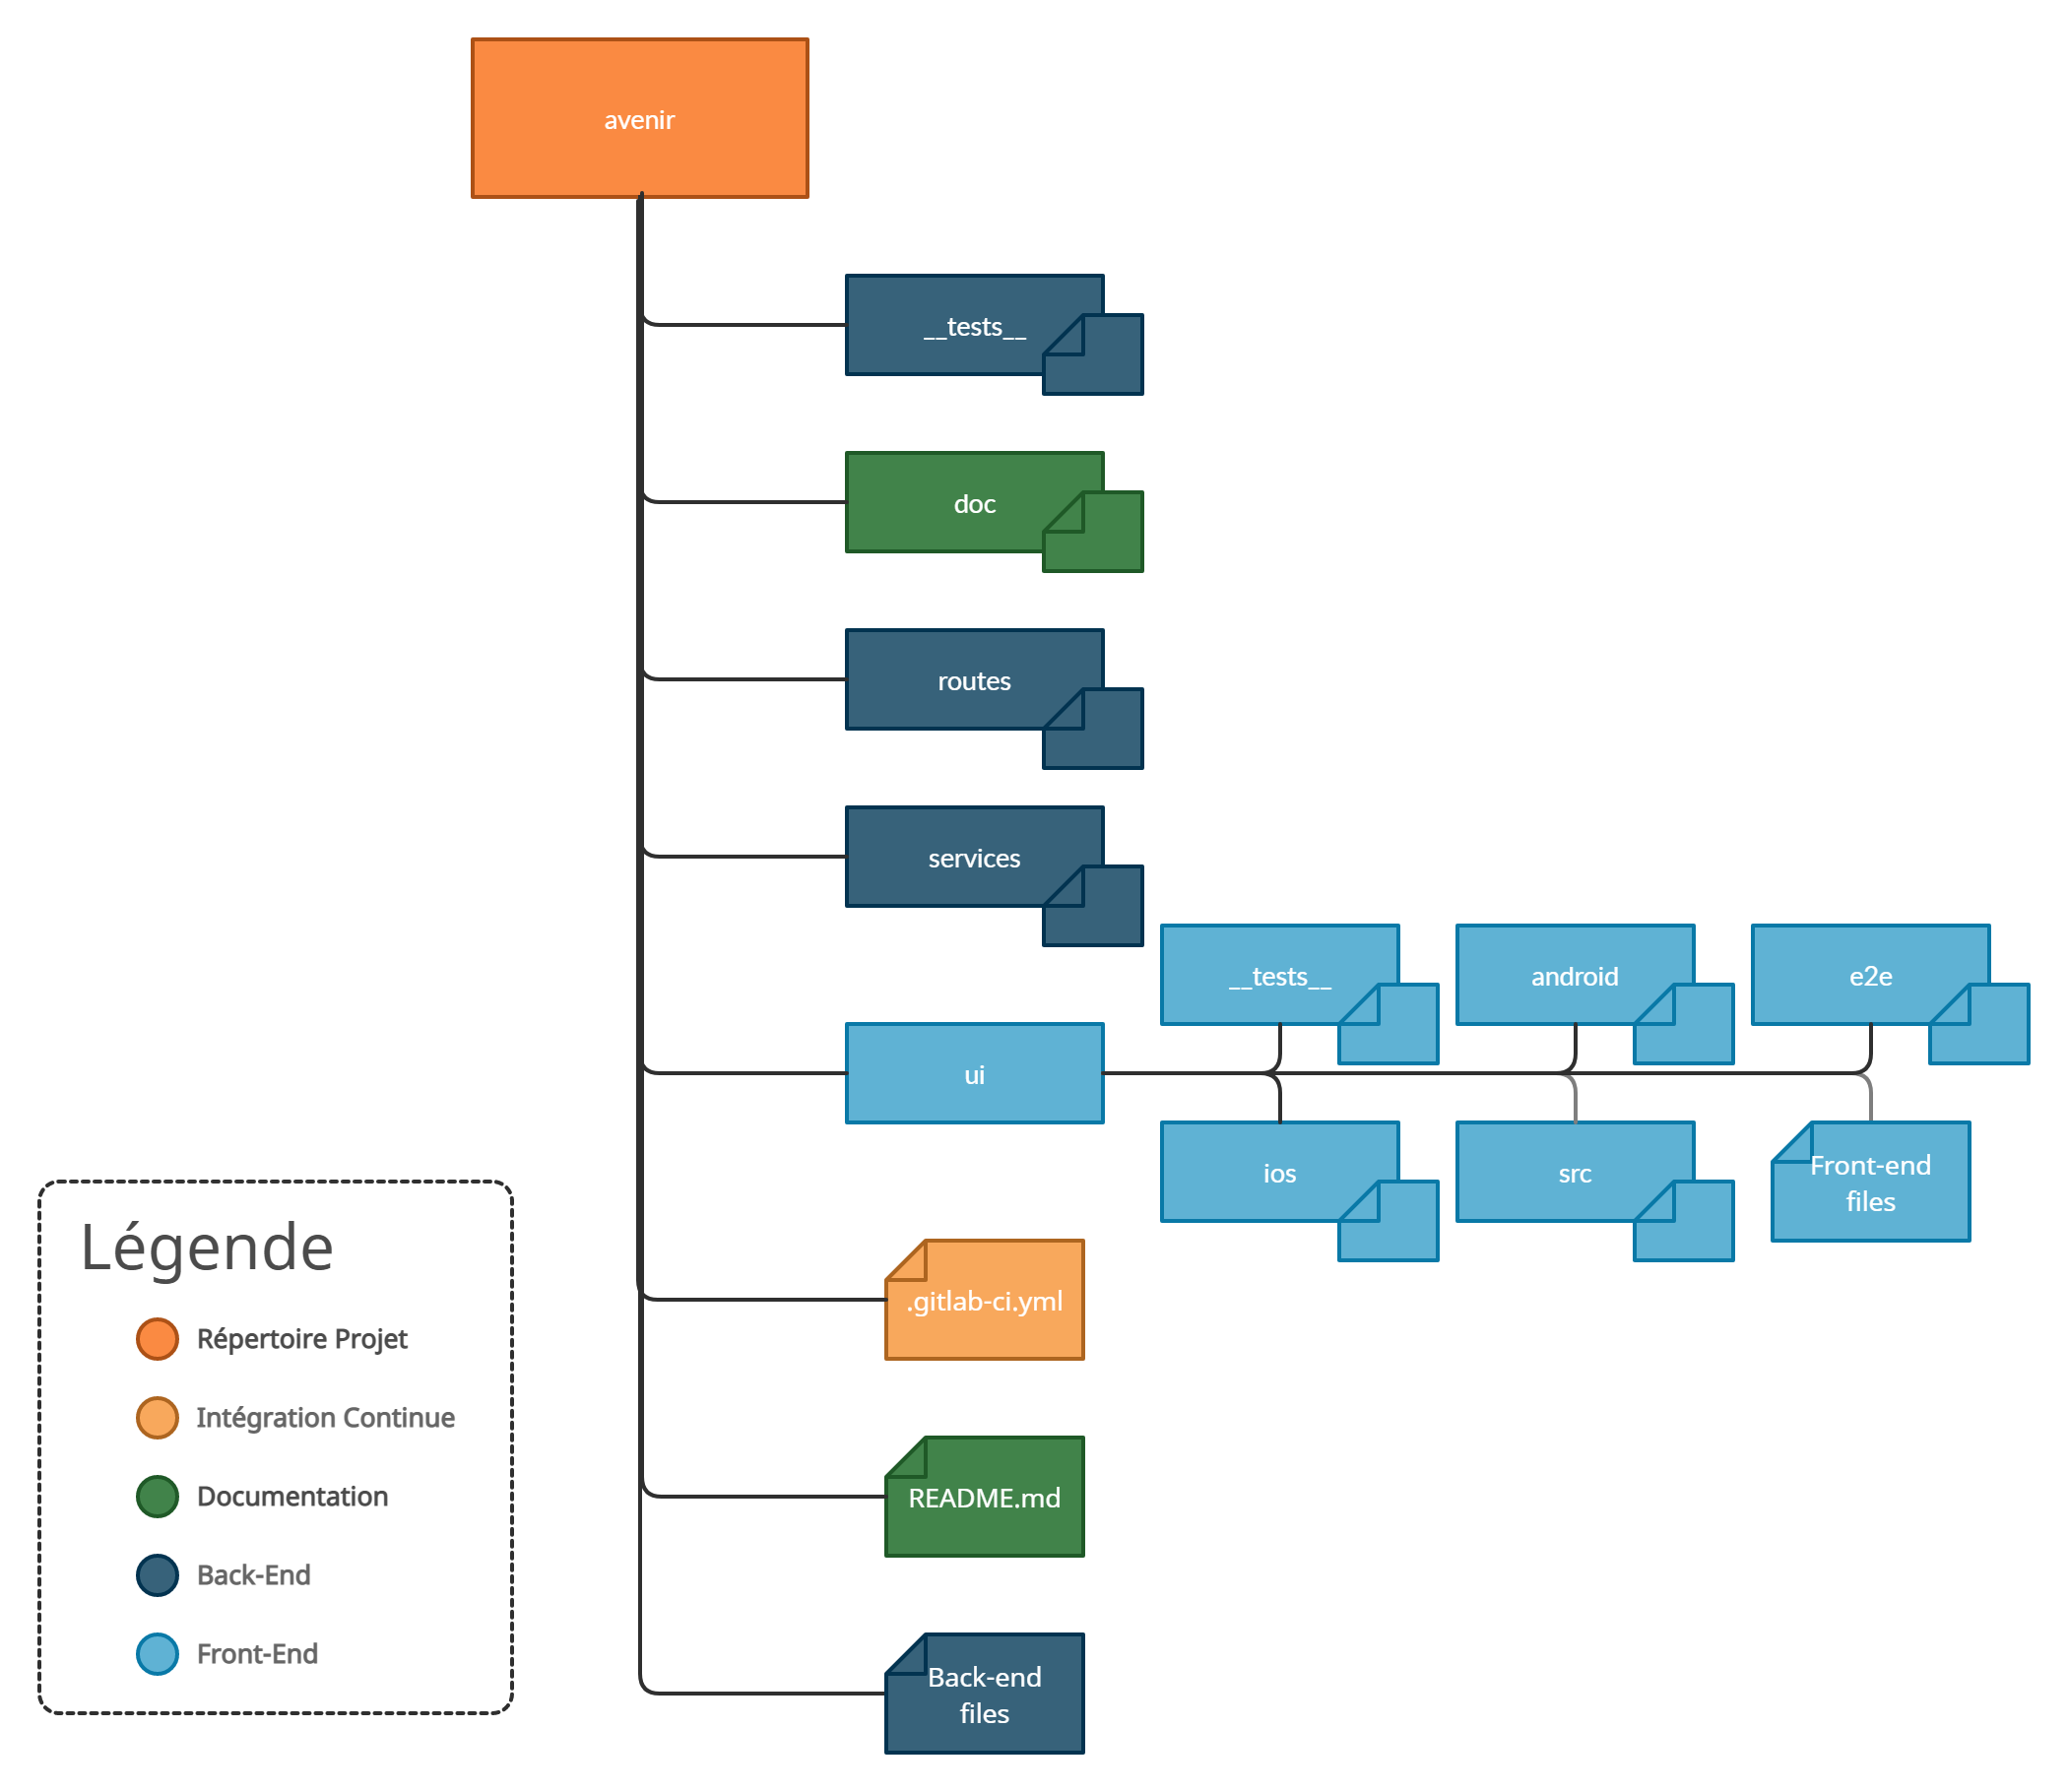 avenir
__tests__
doc
routes
services
__tests__
android
e2e
ui
ios
src
Front-end
files
.gitlab-ci.yml
README.md
Back-end
files
Légende
Répertoire Projet
Intégration Continue
Documentation
Back-End
Front-End